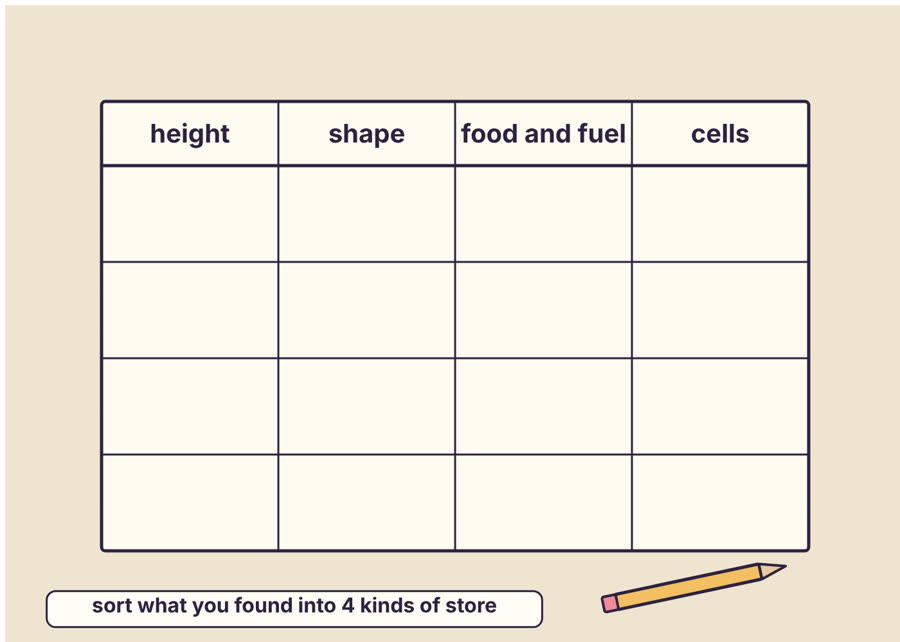 height shape food and fuel cells
sort what you found into 4 kinds of store